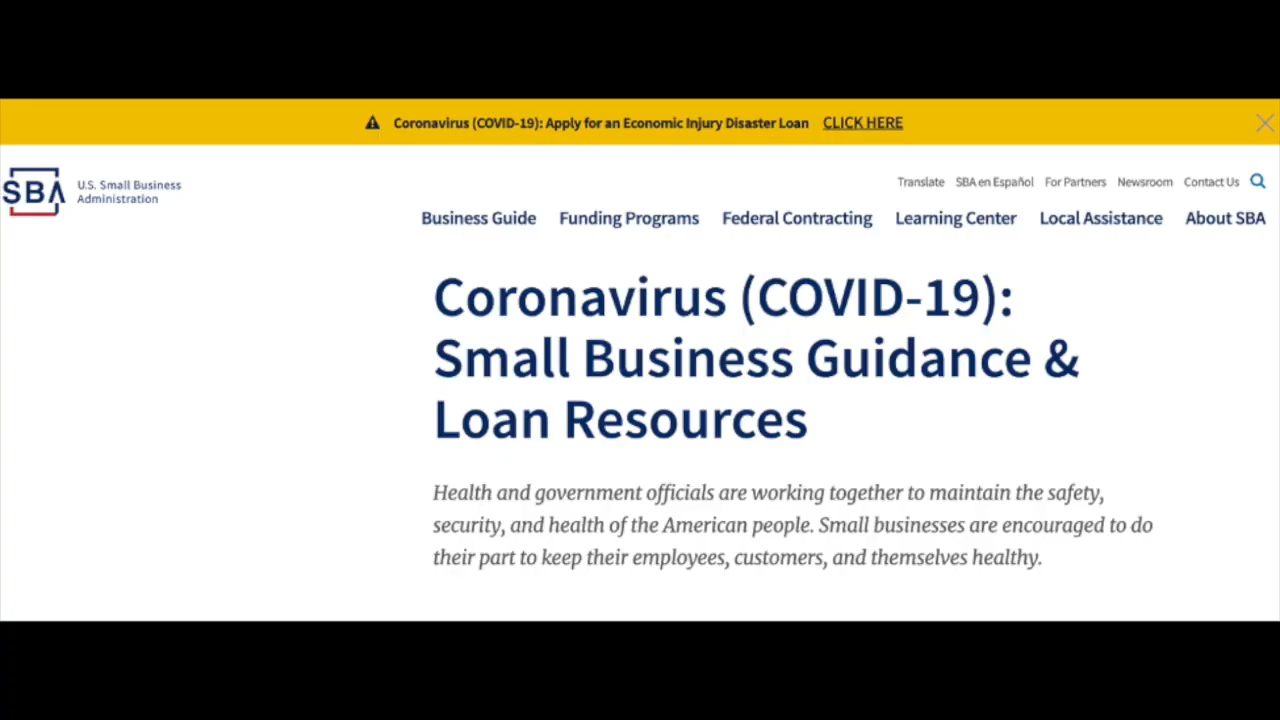 Coronavirus (COVID-19): Apply for an Economic Injury Disaster Loan CLICK HERE
SBA U.S. Small Business
Administration
Translate SBA en Español For Partners Newsroom Contact Us
Business Guide Funding Programs Federal Contracting Learning Center Local Assistance About SBA
Coronavirus (COVID-19):
Small Business Guidance &
Loan Resources
Health and government officials are working together to maintain the safety,
security, and health of the American people. Small businesses are encouraged to do
their part to keep their employees, customers, and themselves healthy.